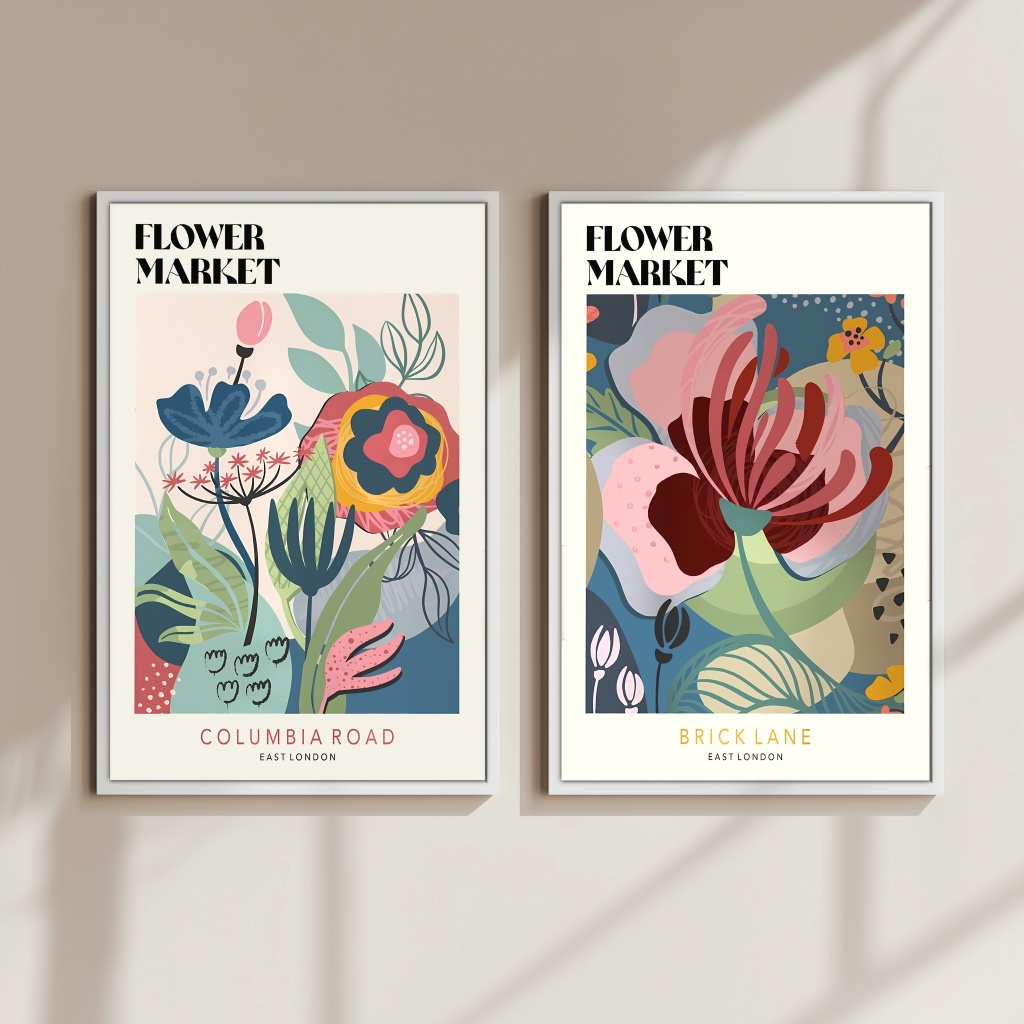 FLOWER
MARKET
COLUMBIA ROAD
EAST LONDON
FLOWER
MARKET
BRICK LANE
EAST LONDON